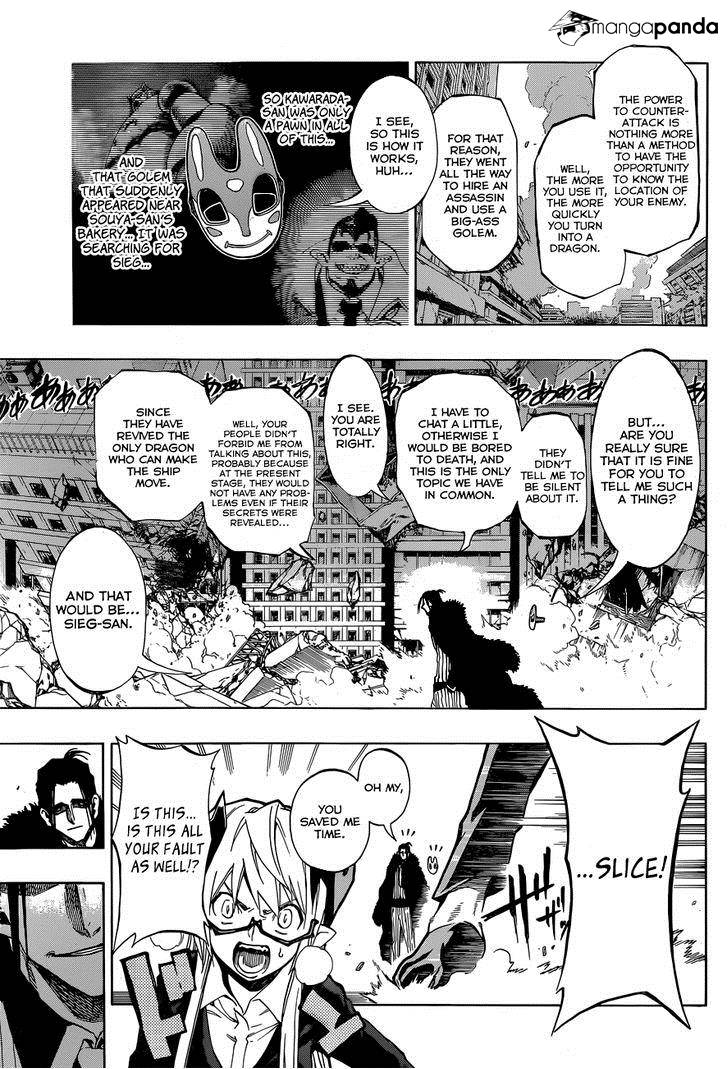 mangapanda
THE POWER
TO COUNTER-
ATTACK IS
NOTHING MORE
THAN A METHOD
TO HAVE THE
OPPORTUNITY
TO KNOW THE
LOCATION OF
YOUR ENEMY.
WELL,
THE MORE
YOU USE IT,
THE MORE
QUICKLY
YOU TURN
INTO A
DRAGON.
FOR THAT
REASON,
THEY WENT
ALL THE WAY
TO HIRE AN
ASSASSIN
AND USE A
BIG-ASS
GOLEM.
I SEE,
SO THIS
IS HOW IT
WORKS,
HUH...
SO KAWARADA-
SAN WAS ONLY
A PAWN IN ALL
OF THIS...
AND
THAT GOLEM
THAT SUDDENLY
APPEARED NEAR
SOUYA-SAN'S
BAKERY... IT WAS
SEARCHING FOR
SIEG...
BUT...
ARE YOU
REALLY SURE
THAT IT IS FINE
FOR YOU TO
TELL ME SUCH
A THING?
THEY
DIDN'T
TELL ME TO
BE SILENT
ABOUT IT.
I HAVE TO
CHAT A LITTLE,
OTHERWISE I
WOULD BE BORED
TO DEATH, AND
THIS IS THE ONLY
TOPIC WE HAVE
IN COMMON.
I SEE.
YOU ARE
TOTALLY
RIGHT.
WELL, YOUR
PEOPLE DIDN'T
FORBID ME FROM
TALKING ABOUT THIS,
PROBABLY BECAUSE
AT THE PRESENT
STAGE, THEY WOULD
NOT HAVE ANY PROB-
LEMS EVEN IF THEIR
SECRETS WERE
REVEALED...
SINCE
THEY HAVE
REVIVED THE
ONLY DRAGON
WHO CAN MAKE
THE SHIP
MOVE.
AND THAT
WOULD BE...
SIEG-SAN.
...SLICE!
OH MY,
YOU
SAVED ME
TIME.
IS THIS...
IS THIS ALL
YOUR FAULT
AS WELL!?